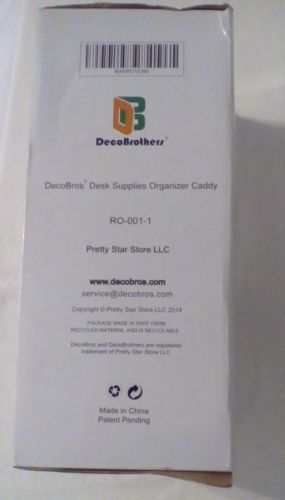 DecoBrothers®
DecoBros™ Desk Supplies Organizer Caddy
RO-001-1
Pretty Star Store LLC
www.decobros.com
service@decobros.com
Copyright © Pretty Star Store LLC 2014
PACKAGE MADE IN PART FROM
RECYCLED MATERIAL AND IS RECYCLABLE
DecoBros and DecoBrothers are registered
trademark of Pretty Star Store LLC
Made in China
Patent Pending